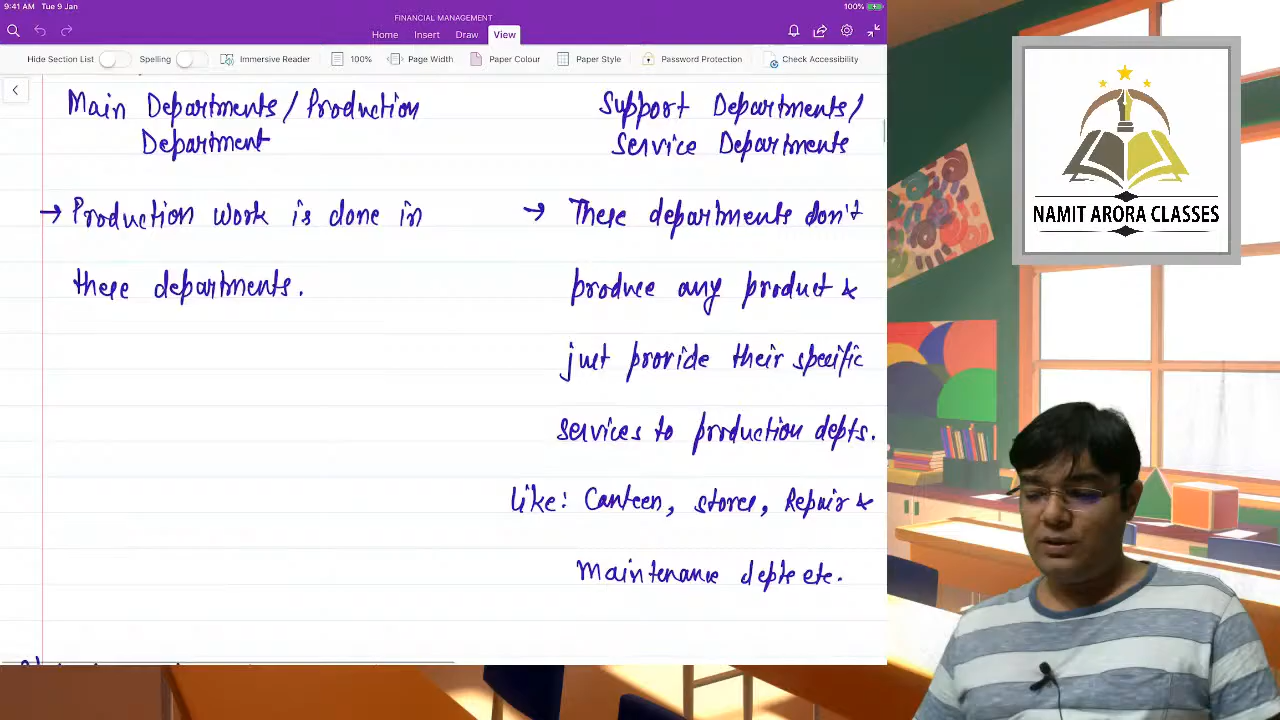 9:41 AM Tue 9 Jan
100%
FINANCIAL MANAGEMENT
Home Insert Draw View
Hide Section List Spelling Immersive Reader 100% Page Width Paper Colour Paper Style Password Protection Check Accessibility
Main Departments/Production
Department
→ Production work is done in
these departments.
Support Departments/
Service Departments
→ These departments don't
produce any product &
just provide their specific
services to production depts.
like: Canteen, stores, Repair &
Maintenance depts etc.
NAMIT ARORA CLASSES